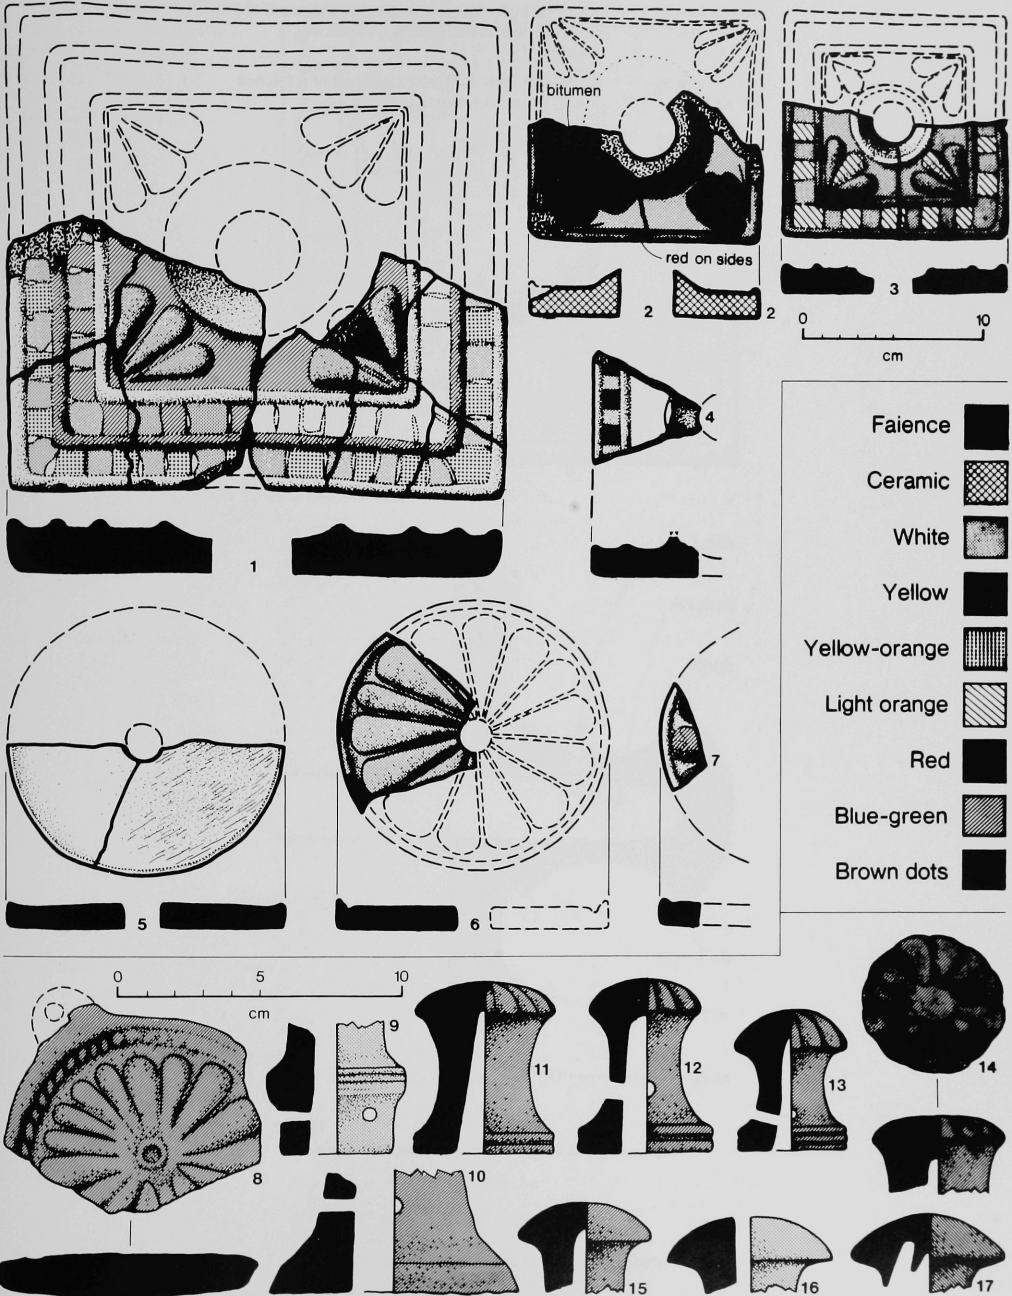 bitumen
red on sides
1
2
2
3
0 10
cm
4
Faience
Ceramic
White
Yellow
Yellow-orange
Light orange
Red
Blue-green
Brown dots
5
6
7
0 5 10
cm
8
9
10
11
12
13
14
15
16
17